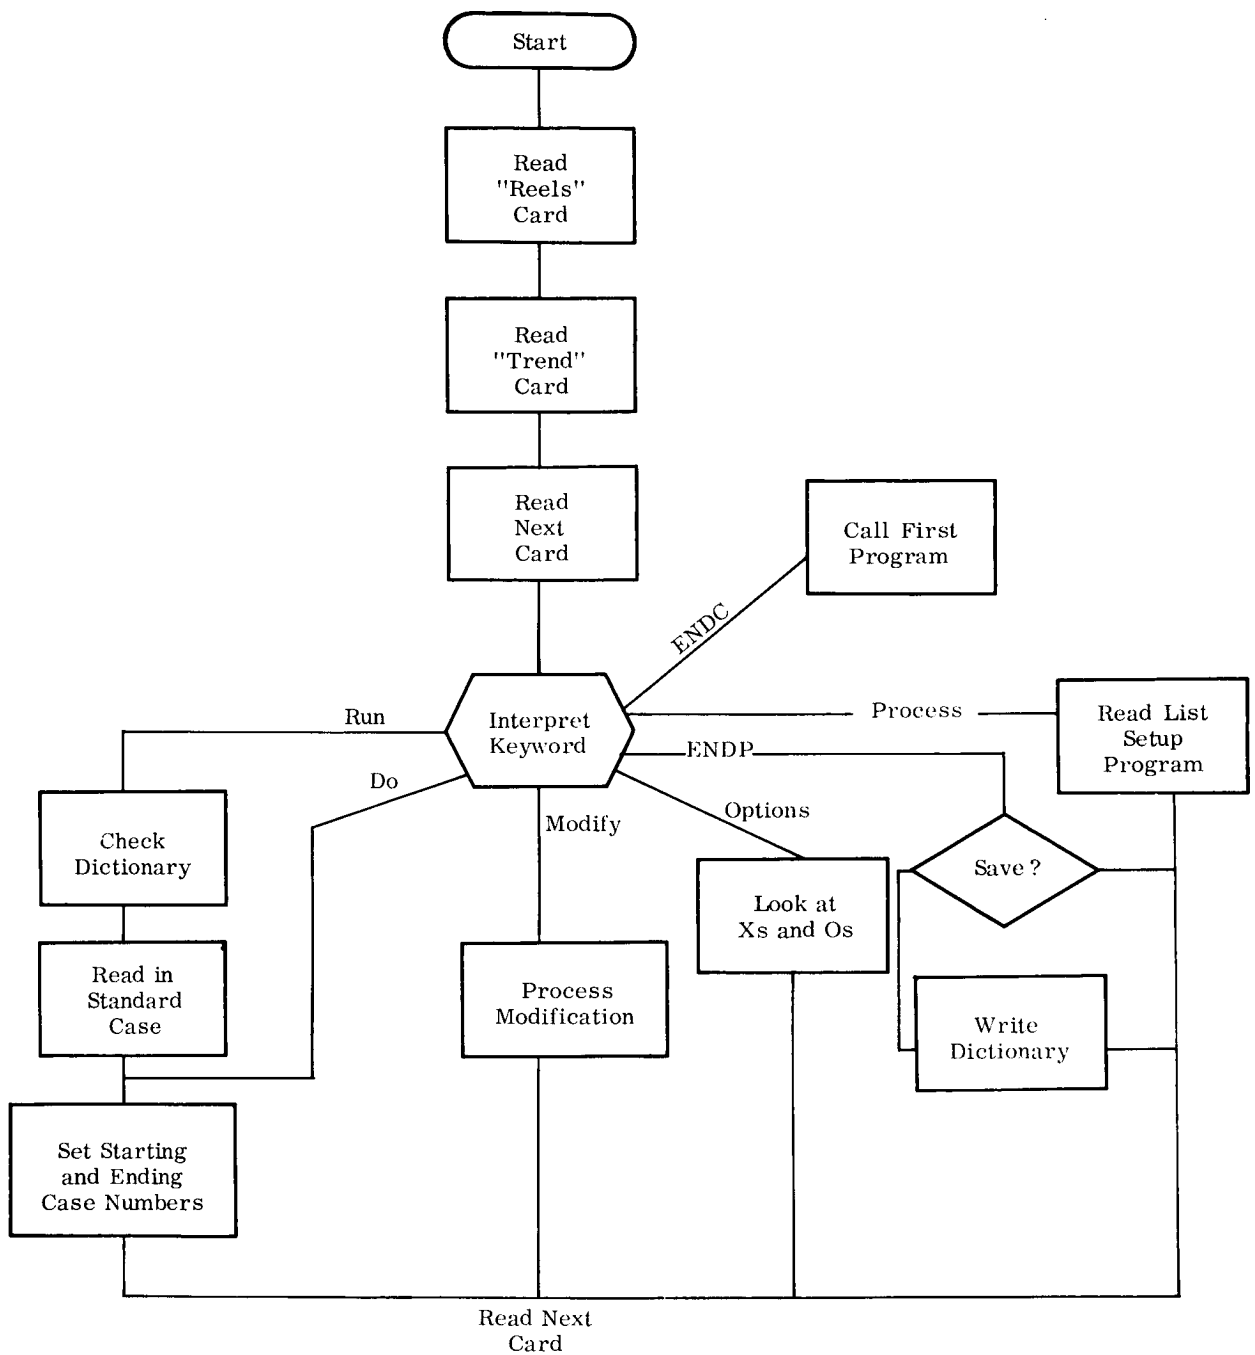 Start
Read
"Reels"
Card
Read
"Trend"
Card
Read
Next
Card
Call First
Program
ENDC
Interpret
Keyword
Run
Do
Modify
Options
ENDP
Process
Read List
Setup
Program
Check
Dictionary
Save?
Look at
Xs and Os
Read in
Standard
Case
Process
Modification
Write
Dictionary
Set Starting
and Ending
Case Numbers
Read Next
Card